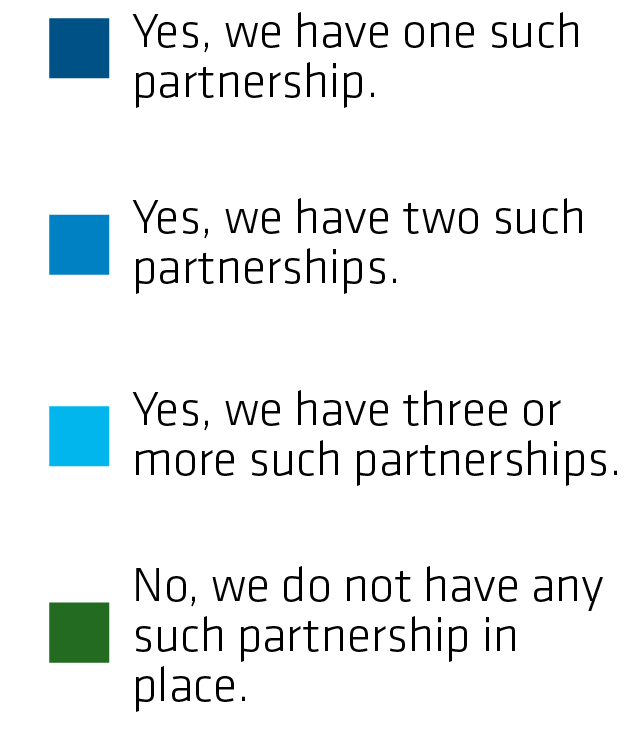 Yes, we have one such
partnership.
Yes, we have two such
partnerships.
Yes, we have three or
more such partnerships.
No, we do not have any
such partnership in
place.